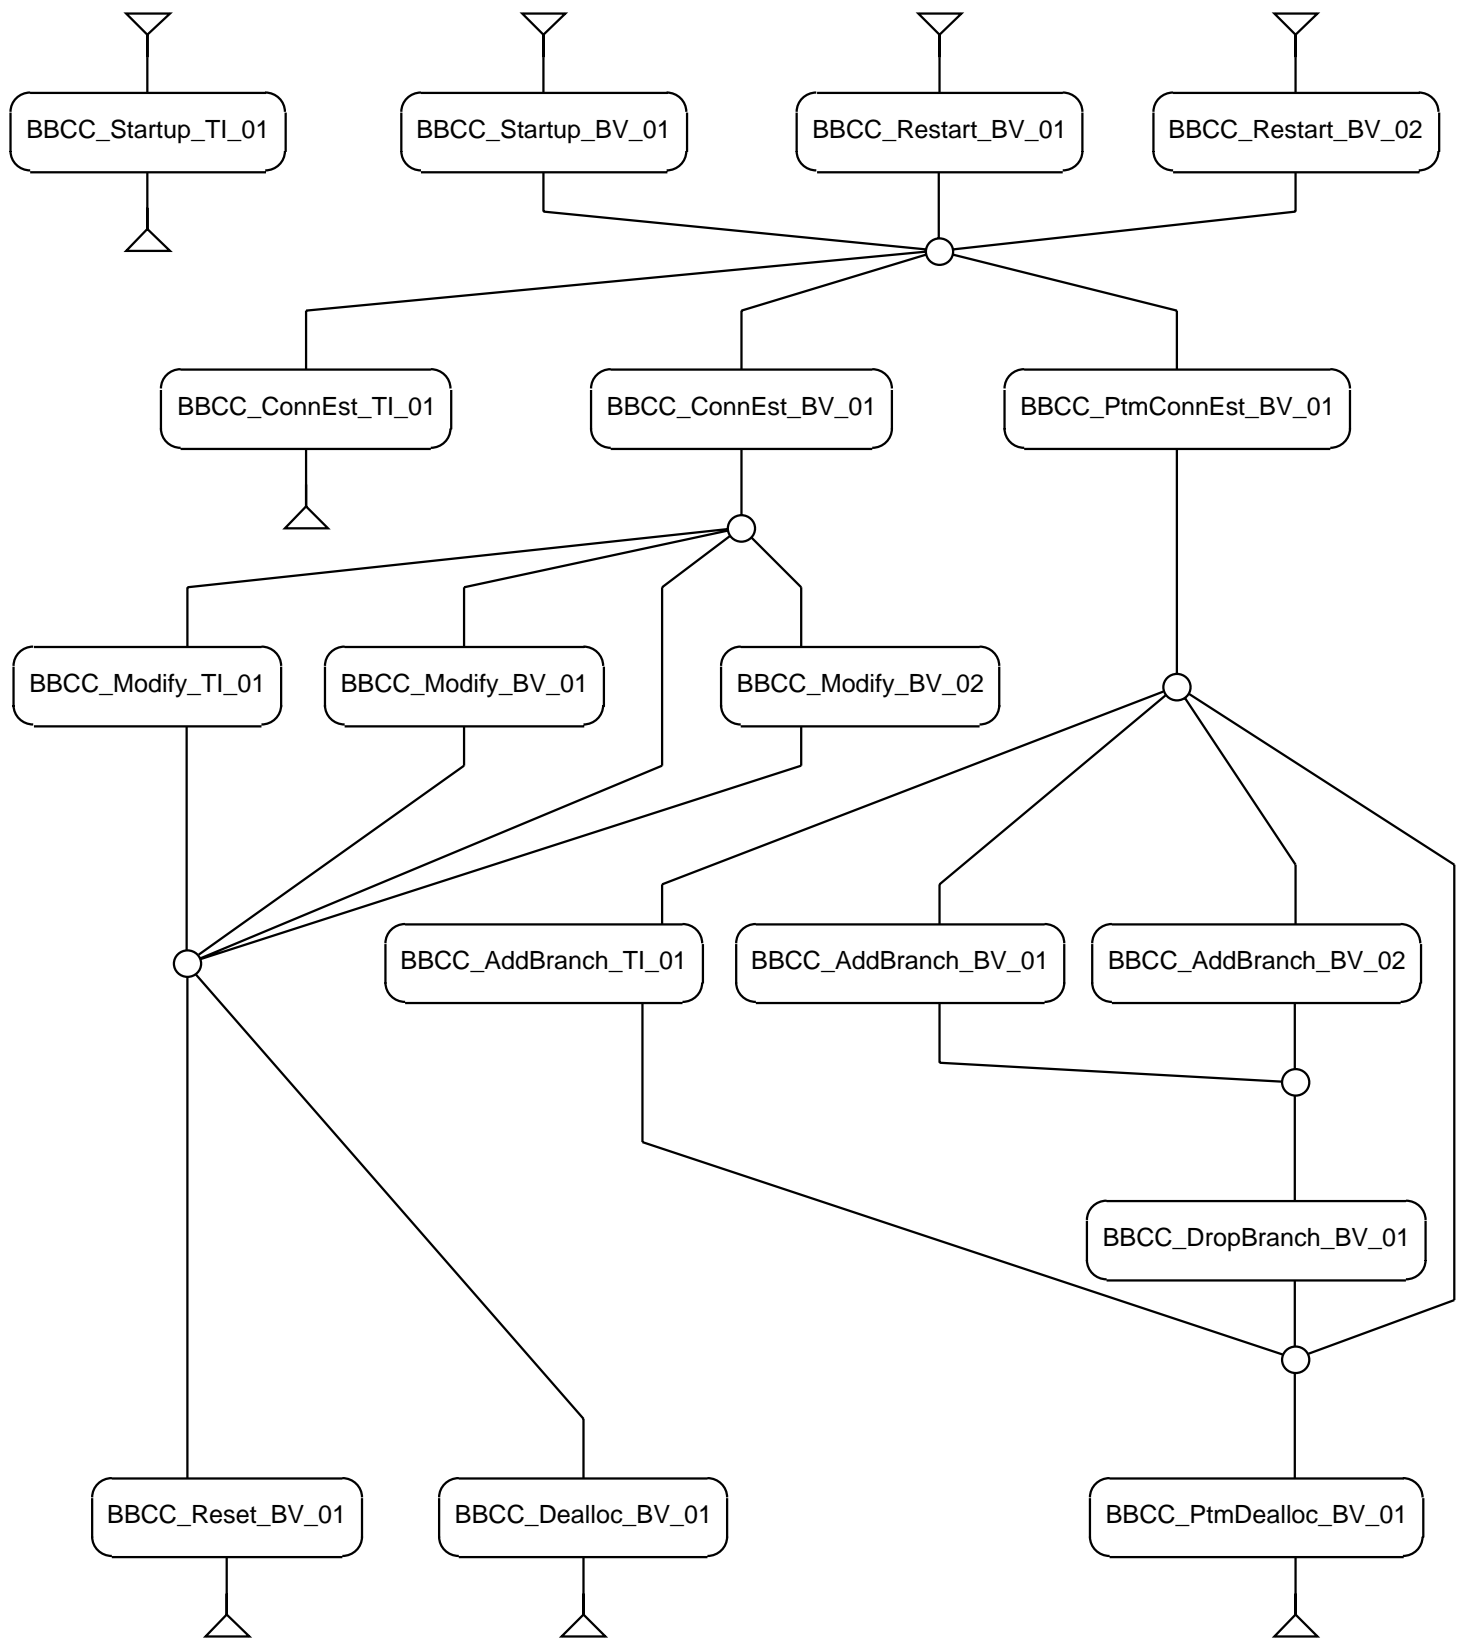 BBCC_Startup_TI_01
BBCC_Startup_BV_01
BBCC_Restart_BV_01
BBCC_Restart_BV_02
BBCC_ConnEst_TI_01
BBCC_ConnEst_BV_01
BBCC_PtmConnEst_BV_01
BBCC_Modify_TI_01
BBCC_Modify_BV_01
BBCC_Modify_BV_02
BBCC_AddBranch_TI_01
BBCC_AddBranch_BV_01
BBCC_AddBranch_BV_02
BBCC_DropBranch_BV_01
BBCC_Reset_BV_01
BBCC_Dealloc_BV_01
BBCC_PtmDealloc_BV_01